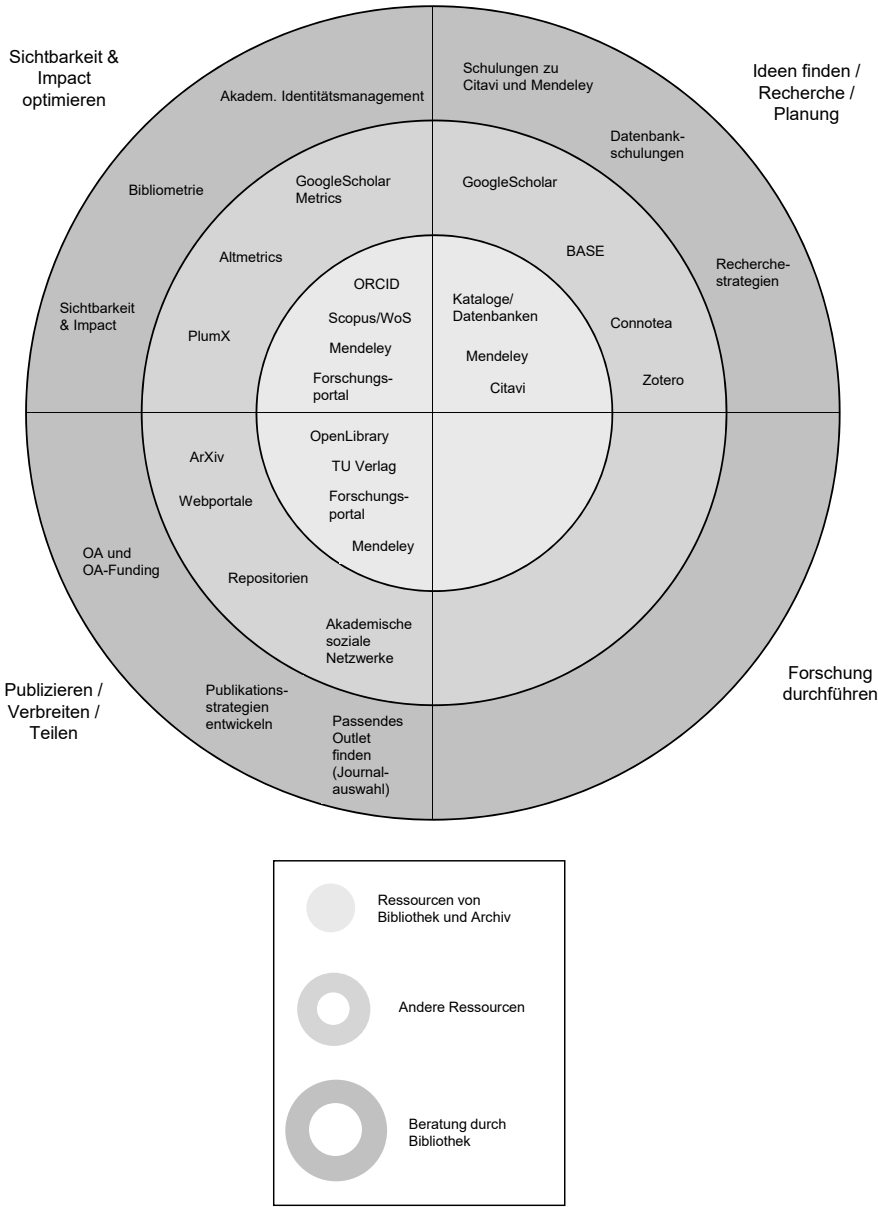 Sichtbarkeit &
Impact
optimieren
Ideen finden /
Recherche /
Planung
Akadem. Identitätsmanagement
Bibliometrie
Sichtbarkeit
& Impact
Schulungen zu
Citavi und Mendeley
Datenbank-
schulungen
Recherche-
strategien
GoogleScholar
Metrics
Altmetrics
PlumX
GoogleScholar
BASE
Connotea
Zotero
ORCID
Scopus/WoS
Mendeley
Forschungs-
portal
Kataloge/
Datenbanken
Mendeley
Citavi
OpenLibrary
TU Verlag
Forschungs-
portal
Mendeley
ArXiv
Webportale
Repositorien
Akademische
soziale
Netzwerke
OA und
OA-Funding
Publikations-
strategien
entwickeln
Passendes
Outlet
finden
(Journal-
auswahl)
Publizieren /
Verbreiten /
Teilen
Forschung
durchführen
Ressourcen von
Bibliothek und Archiv
Andere Ressourcen
Beratung durch
Bibliothek